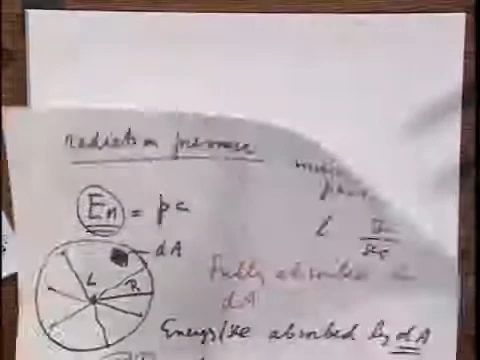 radiation pressure
En = pc
dA
L R
l
Fully absorbed
dA
Energy/sec absorbed by dA